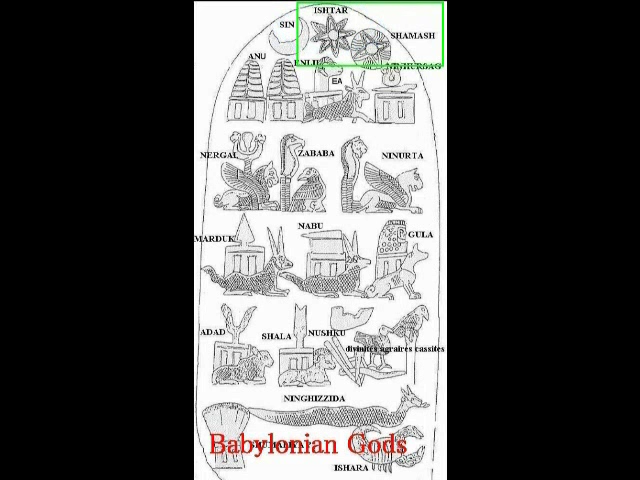 ISHTAR
SIN
SHAMASH
ANU
ENLIL
NINHURSAG
EA
NERGAL
ZABABA
NINURTA
MARDUK
NABU
GULA
ADAD
SHALA
NUSHKU
divinités agraires cassites
NINGHIZZIDA
Babylonian Gods
ISHARA